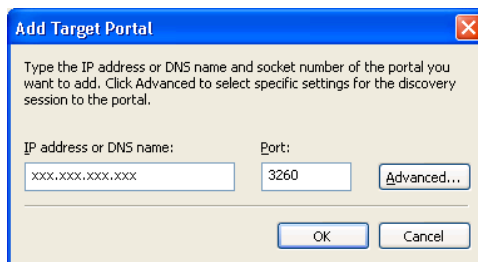 Add Target Portal
Type the IP address or DNS name and socket number of the portal you
want to add. Click Advanced to select specific settings for the discovery
session to the portal.
IP address or DNS name: Port:
xxx.xxx.xxx.xxx 3260 Advanced...
OK Cancel